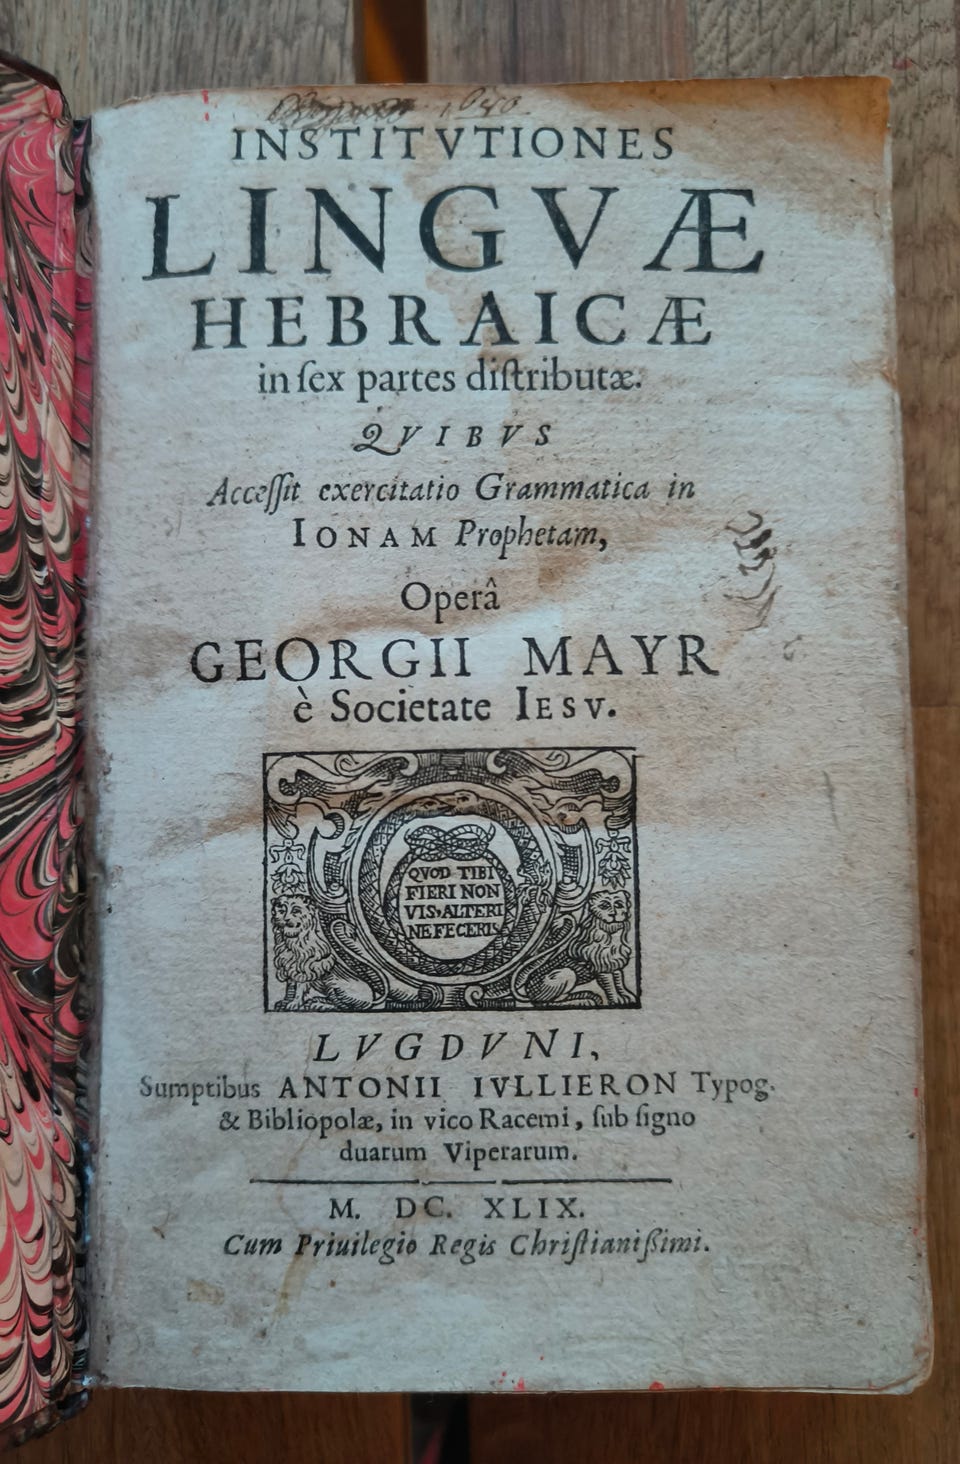 INSTITVTIONES
LINGVÆ
HEBRAICÆ
in ſex partes diſtributæ.
QVIBVS
Acceſſit exercitatio Grammatica in
IONAM Prophetam,
Operâ
GEORGII MAYR
è Societate IESV.
QVOD TIBI
FIERI NON
VIS, ALTERI
NE FECERIS
LVGDVNI,
Sumptibus ANTONII IVLLIERON Typog.
& Bibliopolæ, in vico Racemi, ſub ſigno
duarum Viperarum.
M. DC. XLIX.
Cum Priuilegio Regis Chriſtianißimi.